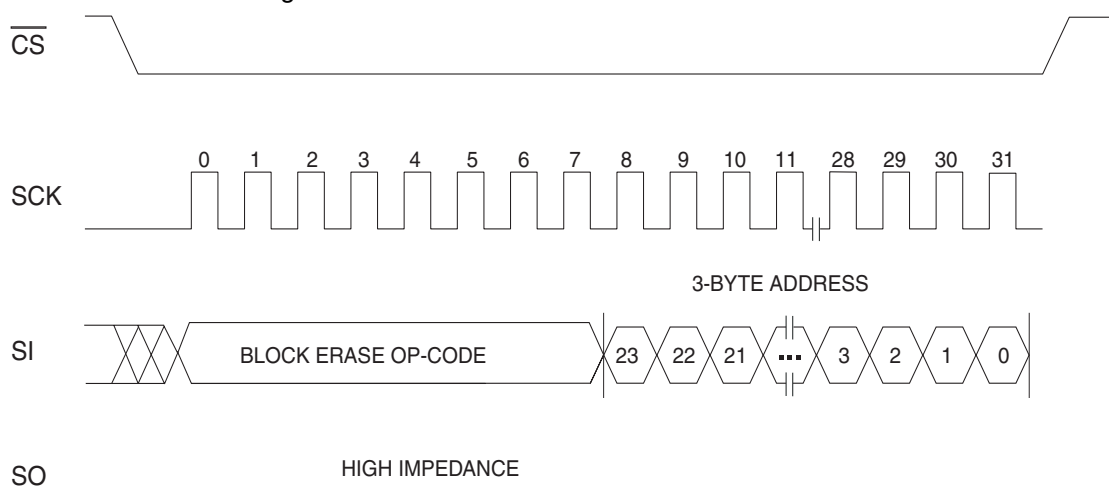 C̅S̅
0 1 2 3 4 5 6 7 8 9 10 11 28 29 30 31
SCK
3-BYTE ADDRESS
SI BLOCK ERASE OP-CODE 23 22 21 ... 3 2 1 0
SO HIGH IMPEDANCE